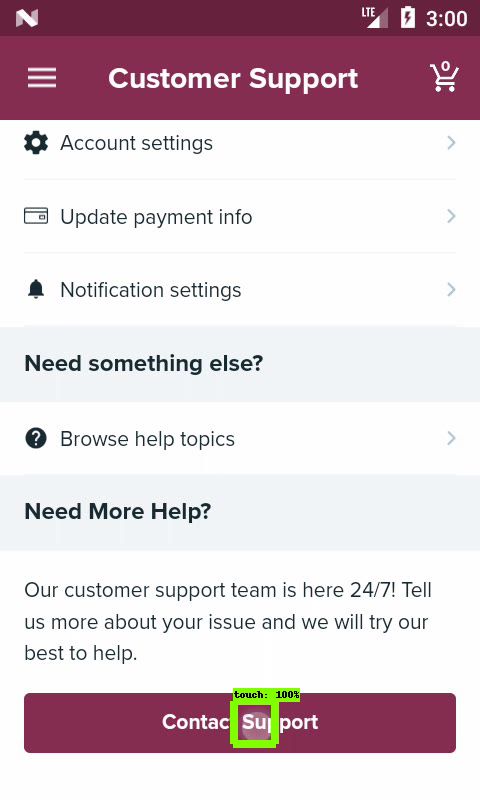 LTE 3:00
Customer Support 0
Account settings
Update payment info
Notification settings
Need something else?
Browse help topics
Need More Help?
Our customer support team is here 24/7! Tell
us more about your issue and we will try our
best to help.
touch: 100%
Contact Support